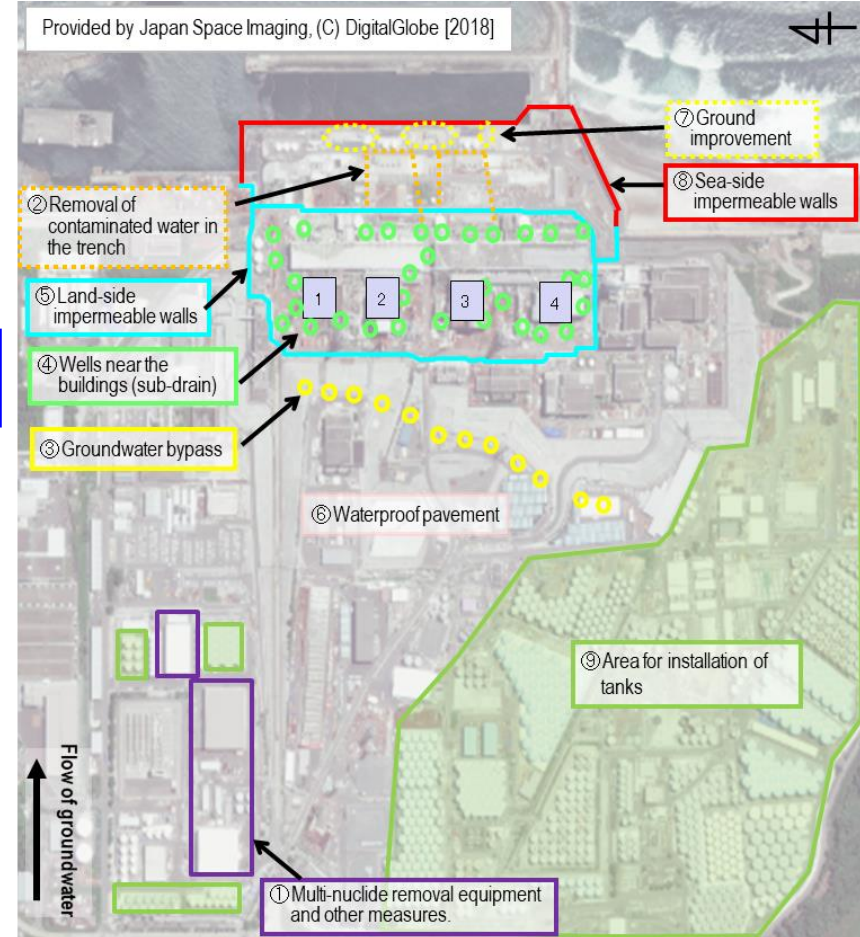 Provided by Japan Space Imaging, (C) DigitalGlobe [2018]
⑦Ground
improvement
⑧Sea-side
impermeable walls
②Removal of
contaminated water in
the trench
⑤Land-side
impermeable walls
1
2
3
4
④Wells near the
buildings (sub-drain)
③Groundwater bypass
⑥Waterproof pavement
⑨Area for installation of
tanks
Flow of groundwater
①Multi-nuclide removal equipment
and other measures.